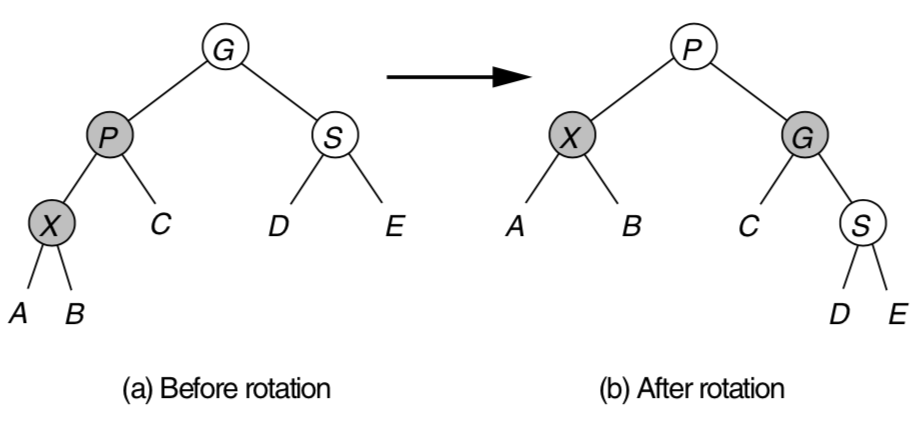 G
P
P
S
X
G
X
C
D
E
A
B
C
S
A
B
D
E
(a) Before rotation
(b) After rotation